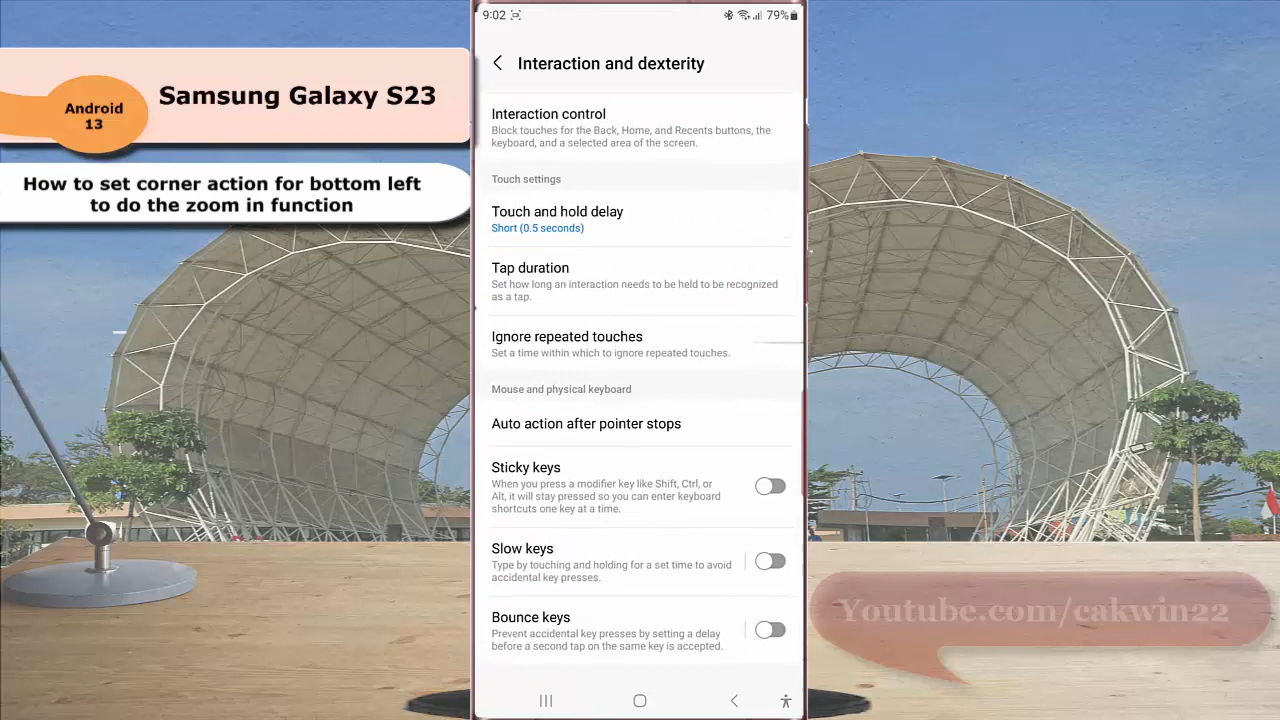 9:02
79%
Interaction and dexterity
Samsung Galaxy S23
Android
13
How to set corner action for bottom left
to do the zoom in function
Interaction control
Block touches for the Back, Home, and Recents buttons, the
keyboard, and a selected area of the screen.
Touch settings
Touch and hold delay
Short (0.5 seconds)
Tap duration
Set how long an interaction needs to be held to be recognized
as a tap.
Ignore repeated touches
Set a time within which to ignore repeated touches.
Mouse and physical keyboard
Auto action after pointer stops
Sticky keys
When you press a modifier key like Shift, Ctrl, or
Alt, it will stay pressed so you can enter keyboard
shortcuts one key at a time.
Slow keys
Type by touching and holding for a set time to avoid
accidental key presses.
Bounce keys
Prevent accidental key presses by setting a delay
before a second tap on the same key is accepted.
Youtube.com/cakwin22